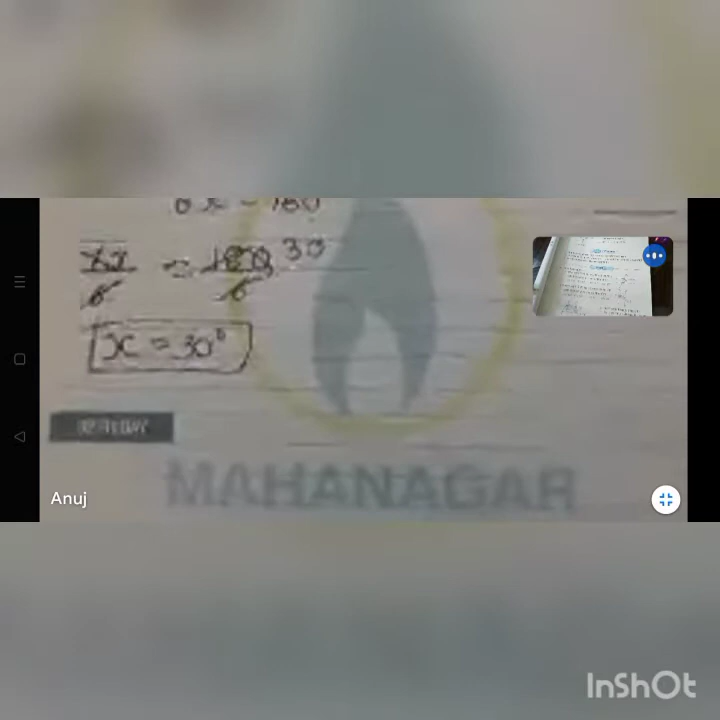 6x = 180
6x/6 = 180/6 30
x = 30°
MAHANAGAR
Anuj
InShOt